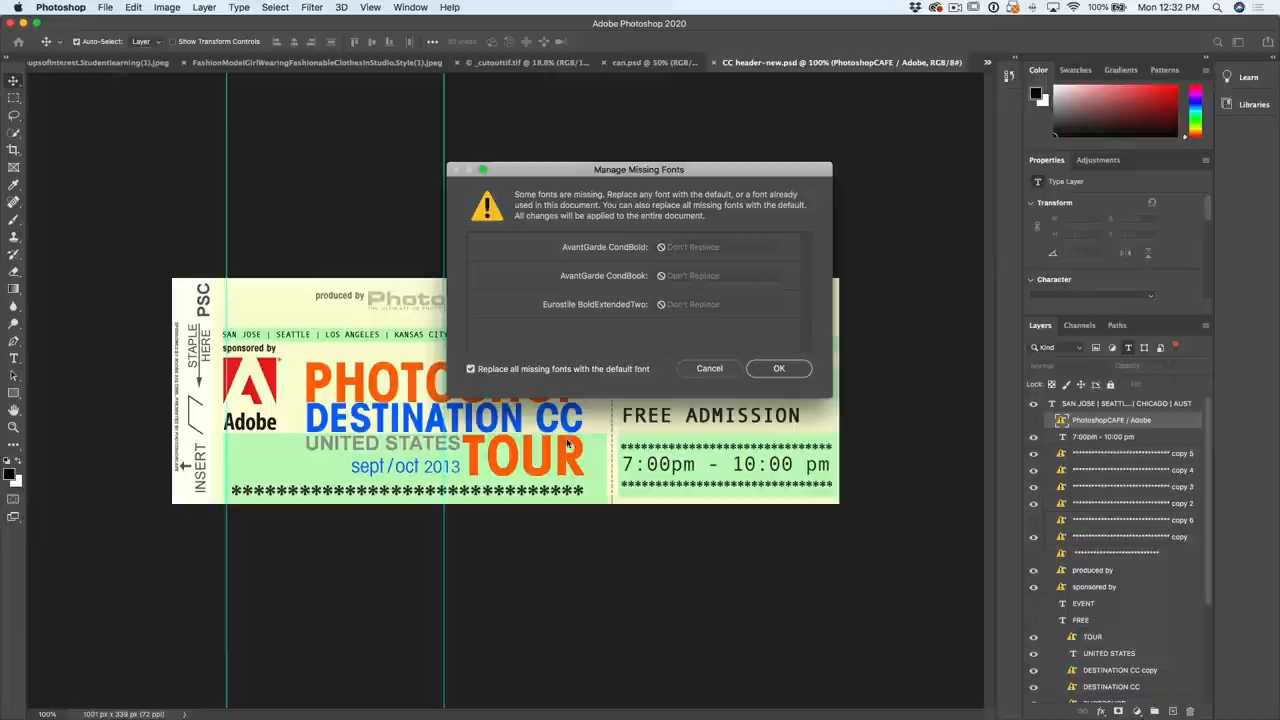 Photoshop File Edit Image Layer Type Select Filter 3D View Window Help 100% Mon 12:32 PM
Adobe Photoshop 2020
Auto-Select: Layer Show Transform Controls
upsofInterest.Studentlearning(1).jpeg FashionModelGirlWearingFashionableClothesInStudio.Style(1).jpeg © _cutouttif.tif @ 18.8% (RGB/1... can.psd @ 50% (RGB/... CC header-new.psd @ 100% (PhotoshopCAFE / Adobe, RGB/8#)
Color Swatches Gradients Patterns
Learn
Libraries
Manage Missing Fonts
Some fonts are missing. Replace any font with the default, or a font already
used in this document. You can also replace all missing fonts with the default.
All changes will be applied to the entire document.
AvantGarde CondBold: Don't Replace
AvantGarde CondBook: Don't Replace
Eurostile BoldExtendedTwo: Don't Replace
Replace all missing fonts with the default font
Cancel OK
PSC
STAPLE
HERE
INSERT
produced by Photo
SAN JOSE | SEATTLE | LOS ANGELES | KANSAS CITY
sponsored by
Adobe
PHOTO
DESTINATION CC
UNITED STATES
TOUR
sept/oct 2013
**********************************
FREE ADMISSION
7:00pm - 10:00 pm
Properties Adjustments
Type Layer
Transform
W:
H:
Character
Layers Channels Paths
Kind
Normal Opacity:
Lock: Fill:
SAN JOSE | SEATTL...| CHICAGO | AUST
PhotoshopCAFE / Adobe
7:00pm - 10:00 pm
***************************** copy 5
***************************** copy 4
***************************** copy 3
***************************** copy 2
***************************** copy 6
***************************** copy
*****************************
produced by
sponsored by
EVENT
FREE
TOUR
UNITED STATES
DESTINATION CC copy
DESTINATION CC
100% 1001 px x 339 px (72 ppi)